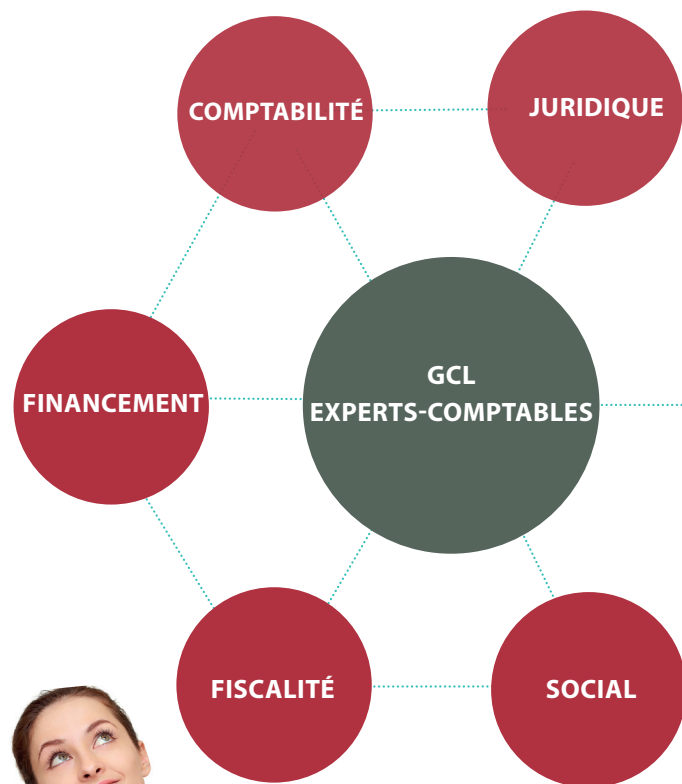 COMPTABILITÉ
JURIDIQUE
GCL
EXPERTS-COMPTABLES
FINANCEMENT
FISCALITÉ
SOCIAL